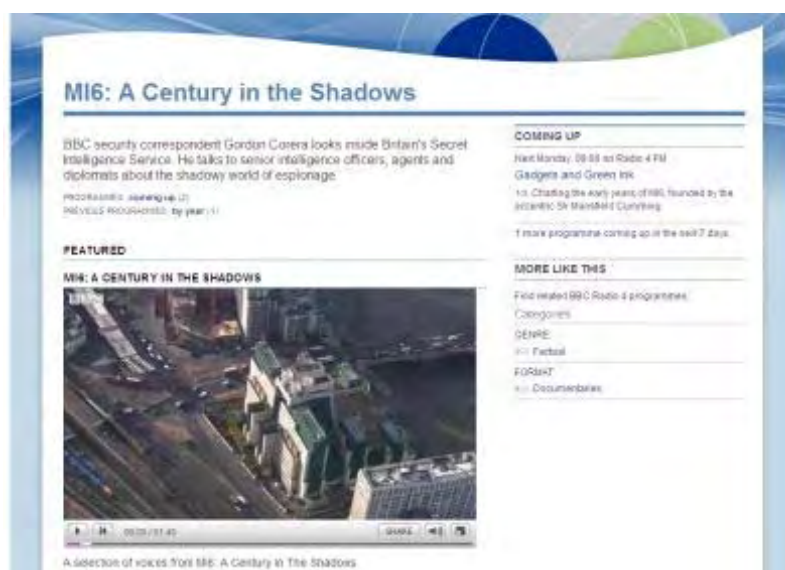 MI6: A Century in the Shadows
BBC security correspondent Gordon Corera looks inside Britain's Secret
Intelligence Service. He talks to senior intelligence officers, agents and
diplomats about the shadowy world of espionage.
PROGRAMMES: coming up (2)
PREVIOUS PROGRAMMES: by year (1)
FEATURED
MI6: A CENTURY IN THE SHADOWS
SHARE
A selection of voices from MI6: A Century in The Shadows
COMING UP
Next Monday, on Radio 4 FM
Gadgets and Green Ink
1/3. Charting the early years of MI6, founded by the
eccentric Sir Mansfield Cumming.
1 more programme coming up in the next 7 days
MORE LIKE THIS
Find related BBC Radio 4 programmes.
Categories
GENRE
Factual
FORMAT
Documentaries